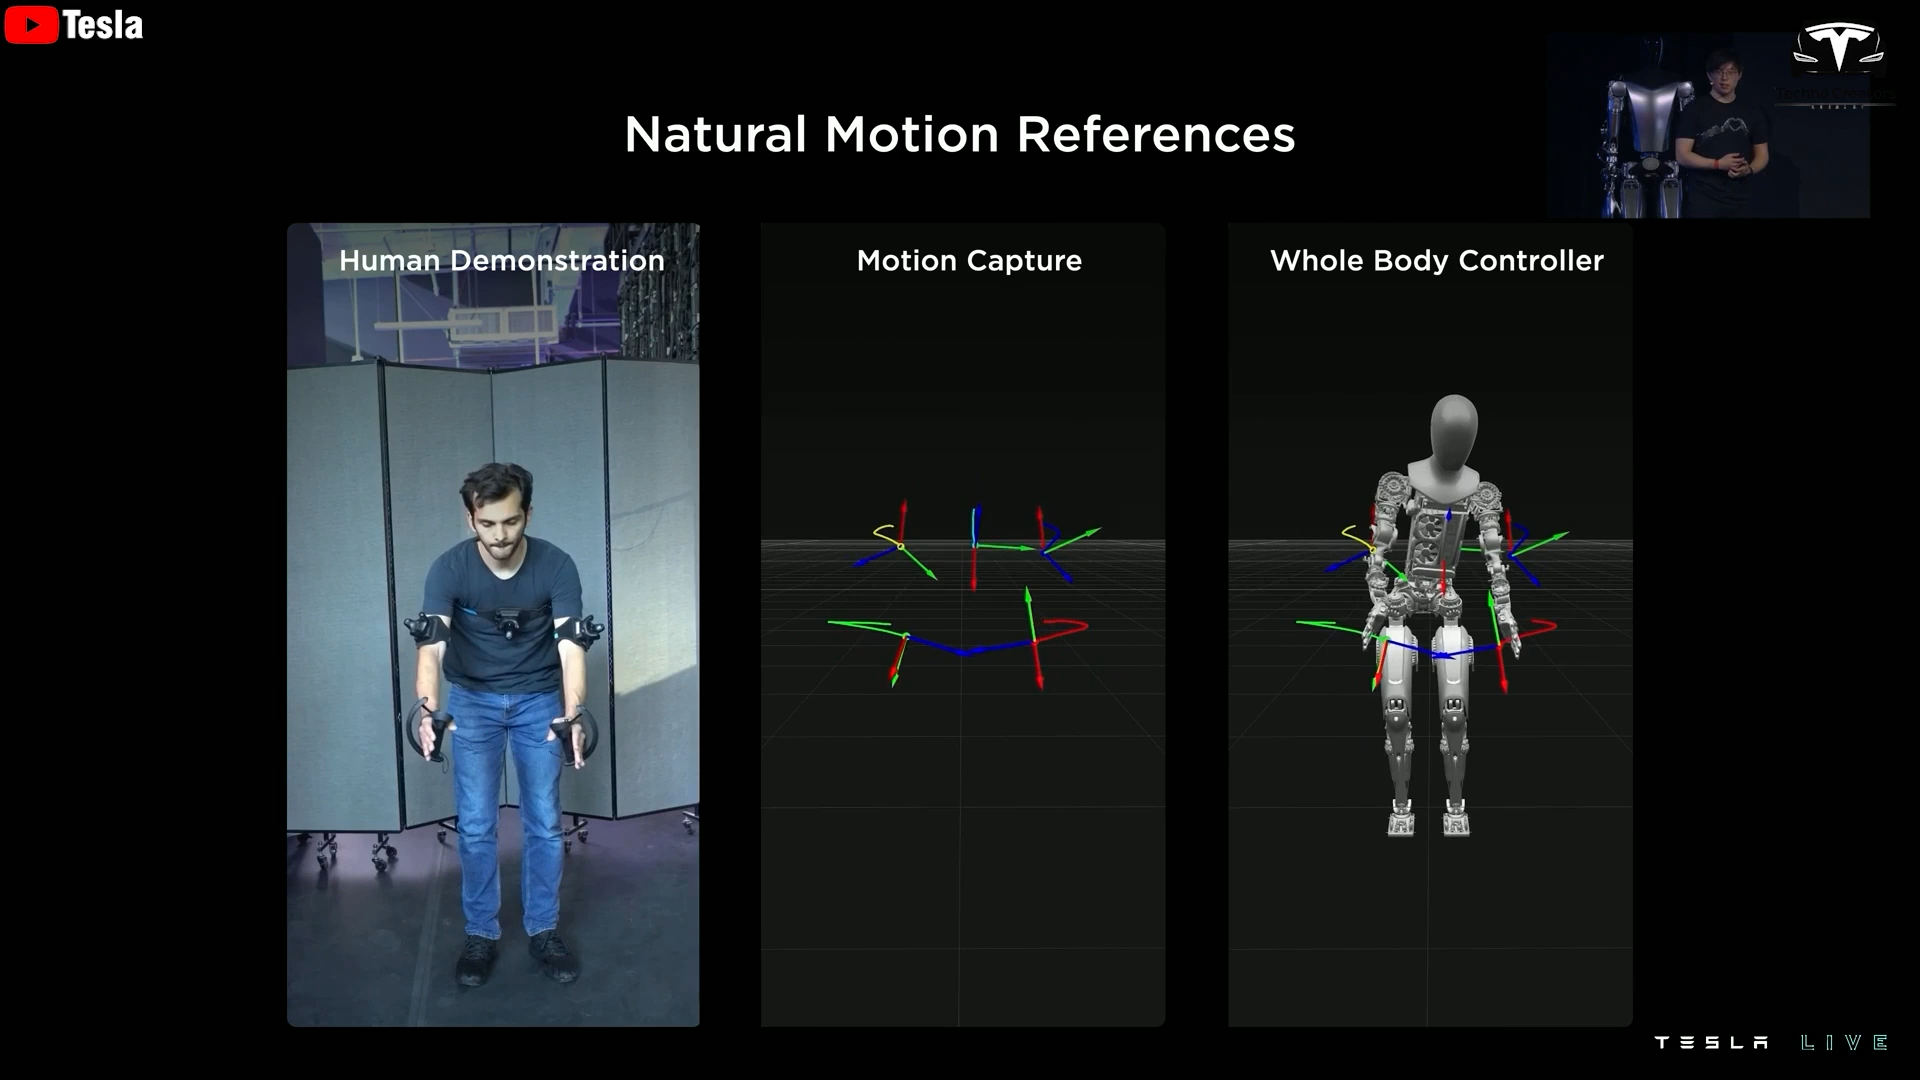 Tesla
Natural Motion References
Human Demonstration
Motion Capture
Whole Body Controller
TESLA LIVE